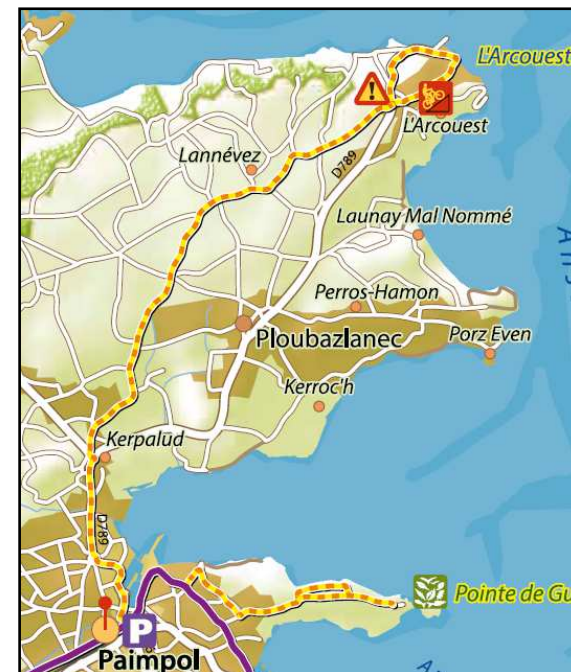 L'Arcouest
L'Arcouest
D789
Lannévez
Launay Mal Nommé
Perros-Hamon
Ploubazlanec
Porz Even
Kerroc'h
Kerpalud
D789
Pointe de Gu
P
Paimpol